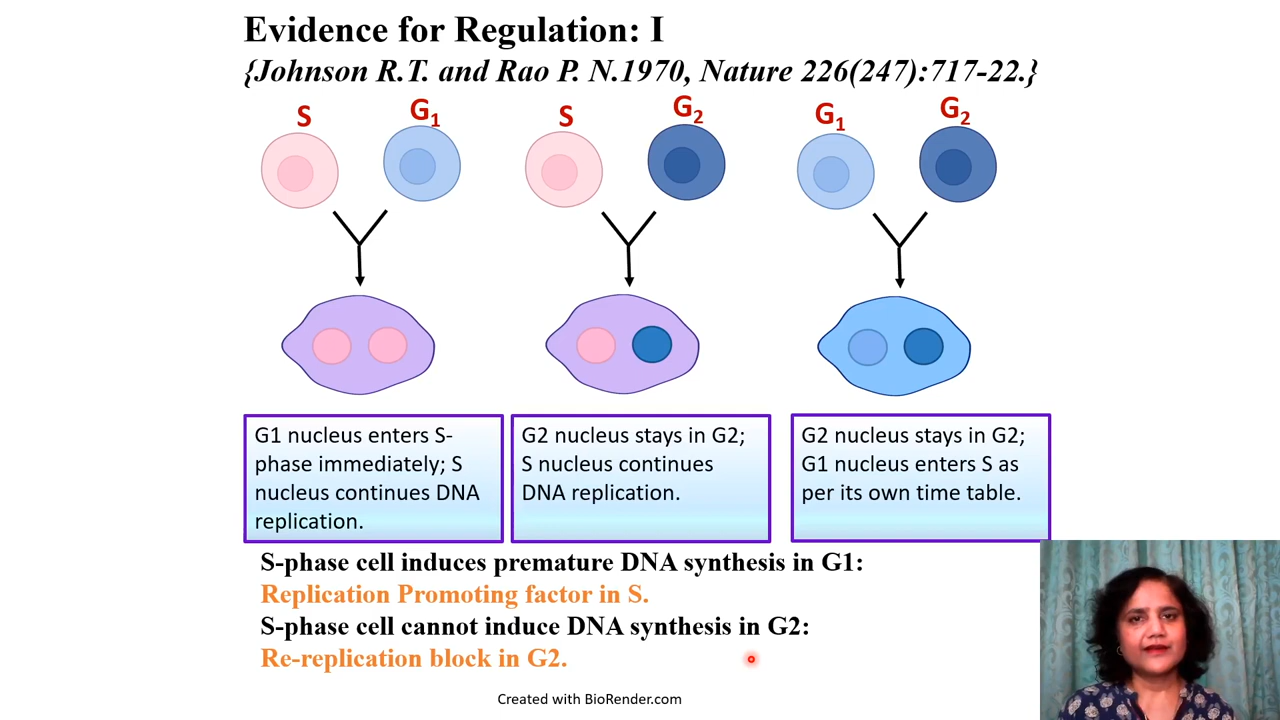 Evidence for Regulation: I
{Johnson R.T. and Rao P. N.1970, Nature 226(247):717-22.}
S
G1
S
G2
G1
G2
G1 nucleus enters S-
phase immediately; S
nucleus continues DNA
replication.
G2 nucleus stays in G2;
S nucleus continues
DNA replication.
G2 nucleus stays in G2;
G1 nucleus enters S as
per its own time table.
S-phase cell induces premature DNA synthesis in G1:
Replication Promoting factor in S.
S-phase cell cannot induce DNA synthesis in G2:
Re-replication block in G2.
Created with BioRender.com